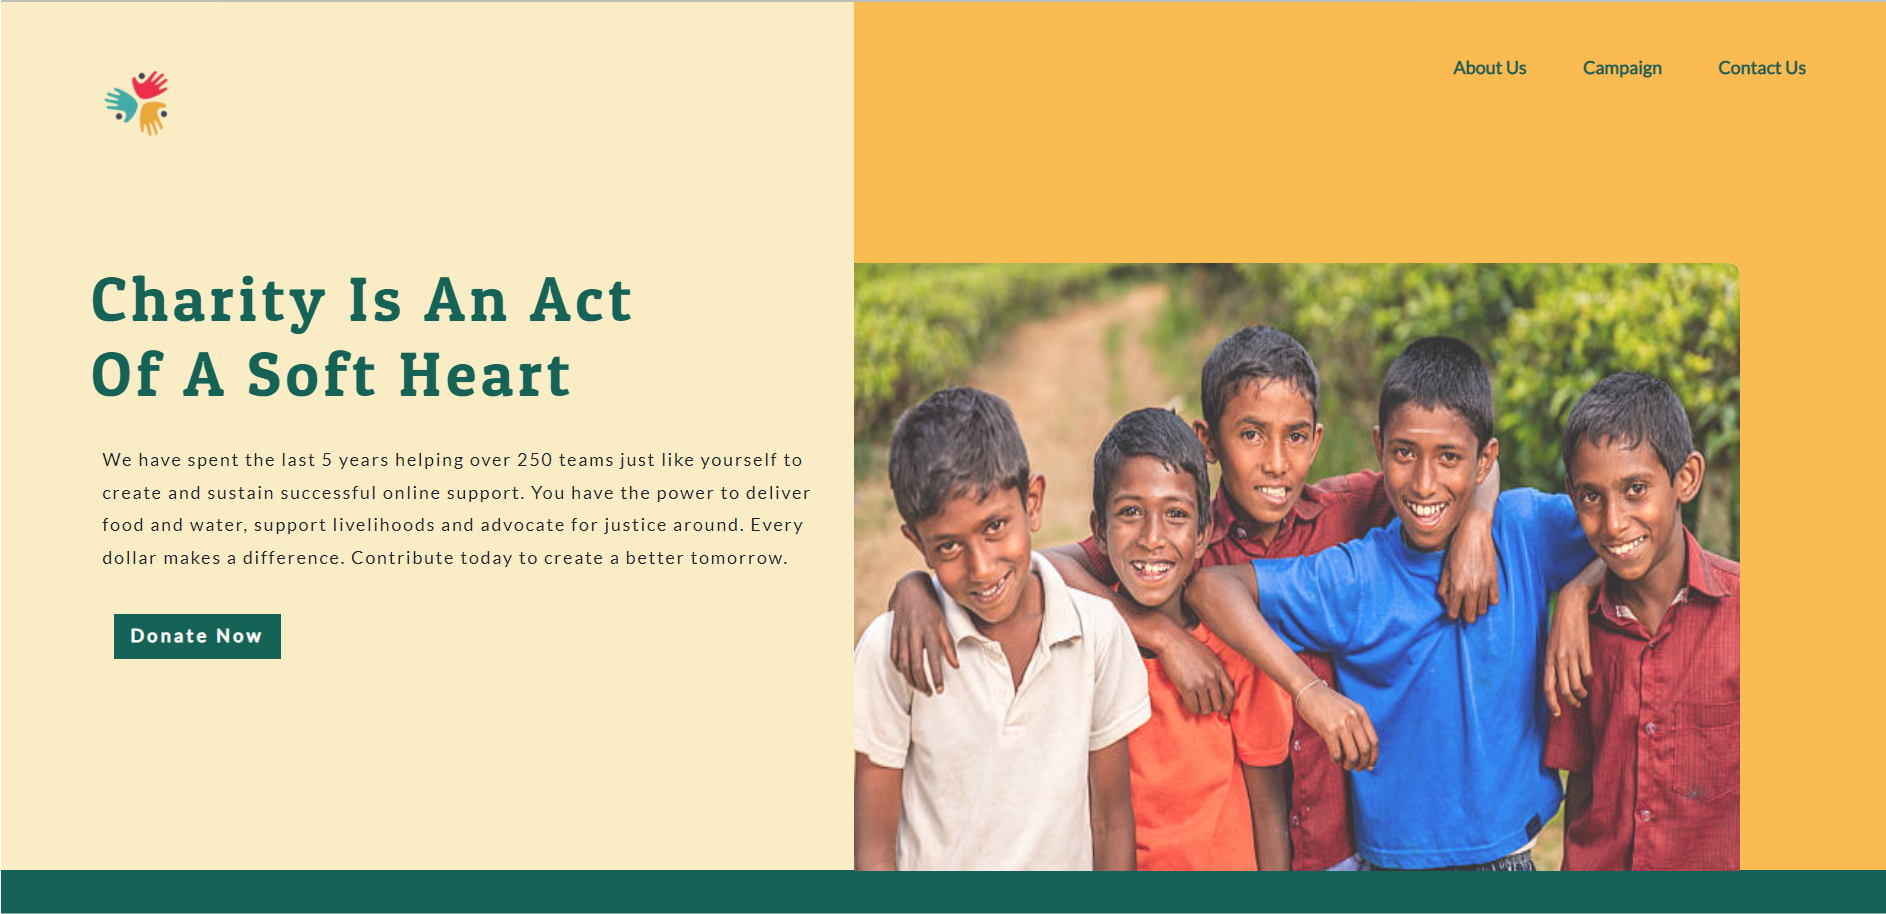 About Us
Campaign
Contact Us
Charity Is An Act
Of A Soft Heart
We have spent the last 5 years helping over 250 teams just like yourself to
create and sustain successful online support. You have the power to deliver
food and water, support livelihoods and advocate for justice around. Every
dollar makes a difference. Contribute today to create a better tomorrow.
Donate Now